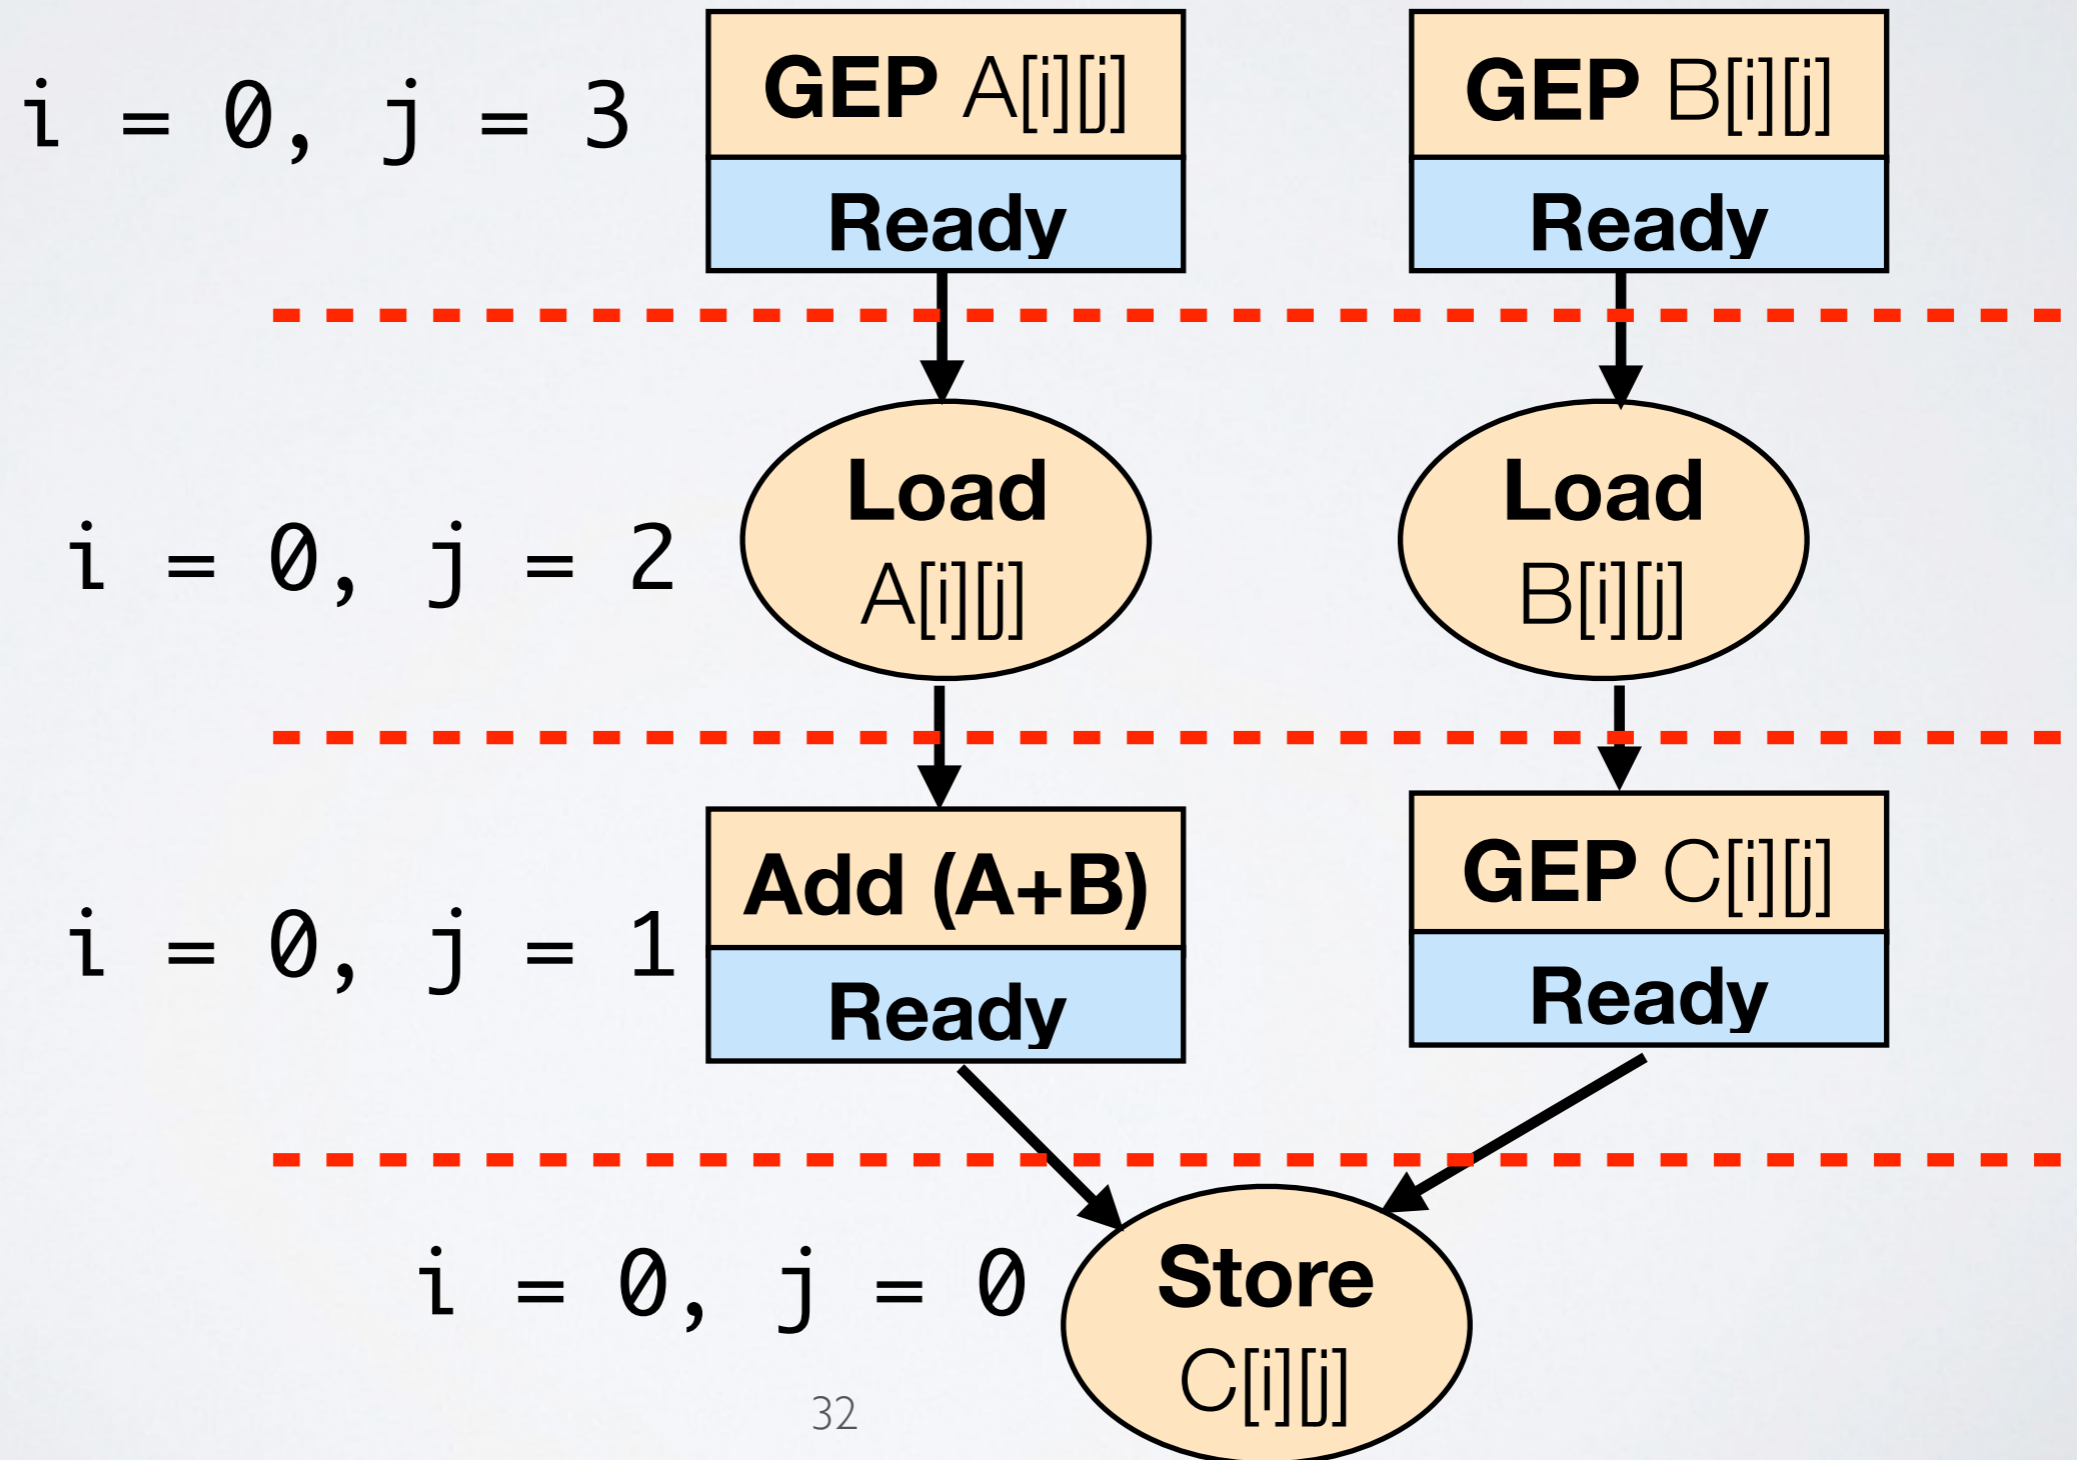 i = 0, j = 3
GEP A[i][j]
Ready
GEP B[i][j]
Ready
i = 0, j = 2
Load
A[i][j]
Load
B[i][j]
i = 0, j = 1
Add (A+B)
Ready
GEP C[i][j]
Ready
i = 0, j = 0
Store
C[i][j]
32